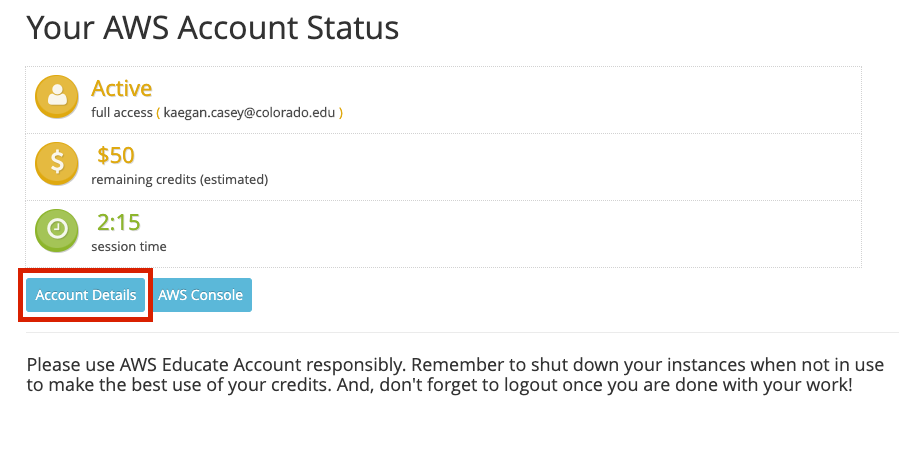 Your AWS Account Status
Active
full access ( kaegan.casey@colorado.edu )
$
$50
remaining credits (estimated)
2:15
session time
Account Details
AWS Console
Please use AWS Educate Account responsibly. Remember to shut down your instances when not in use
to make the best use of your credits. And, don't forget to logout once you are done with your work!